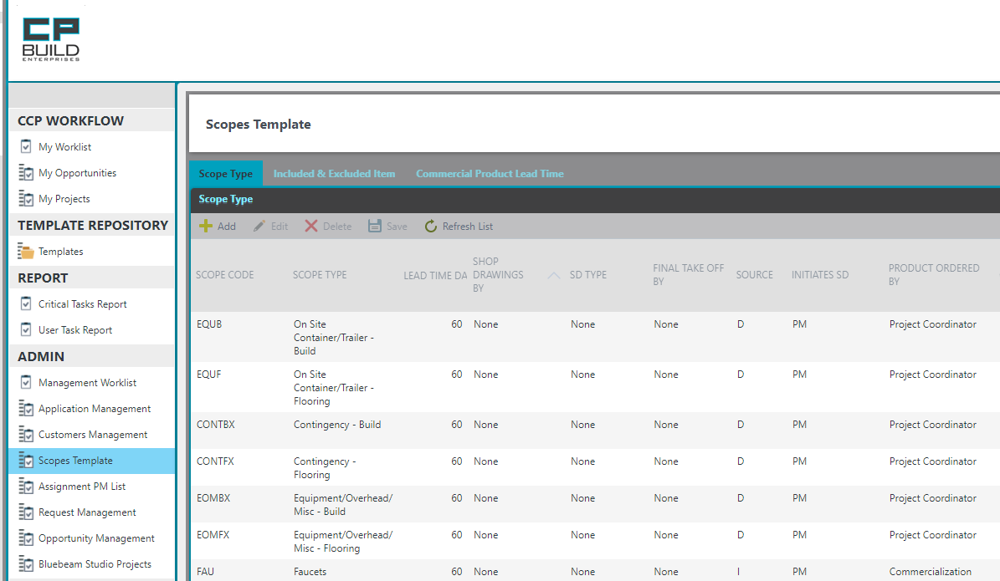 CP
BUILD
ENTERPRISES
CCP WORKFLOW
My Worklist
My Opportunities
My Projects
TEMPLATE REPOSITORY
Templates
REPORT
Critical Tasks Report
User Task Report
ADMIN
Management Worklist
Application Management
Customers Management
Scopes Template
Assignment PM List
Request Management
Opportunity Management
Bluebeam Studio Projects
Scopes Template
Scope Type Included & Excluded Item Commercial Product Lead Time
Scope Type
Add Edit Delete Save Refresh List
SCOPE CODE SCOPE TYPE LEAD TIME DA SHOP DRAWINGS BY SD TYPE FINAL TAKE OFF BY SOURCE INITIATES SD PRODUCT ORDERED BY
EQUB On Site 60 None None None D PM Project Coordinator
Container/Trailer -
Build
EQUF On Site 60 None None None D PM Project Coordinator
Container/Trailer -
Flooring
CONTBX Contingency - Build 60 None None None D PM Project Coordinator
CONTFX Contingency - 60 None None None D PM Project Coordinator
Flooring
EOMBX Equipment/Overhead/ 60 None None None D PM Project Coordinator
Misc - Build
EOMFX Equipment/Overhead/ 60 None None None D PM Project Coordinator
Misc - Flooring
FAU Faucets 60 None None None I PM Commercialization